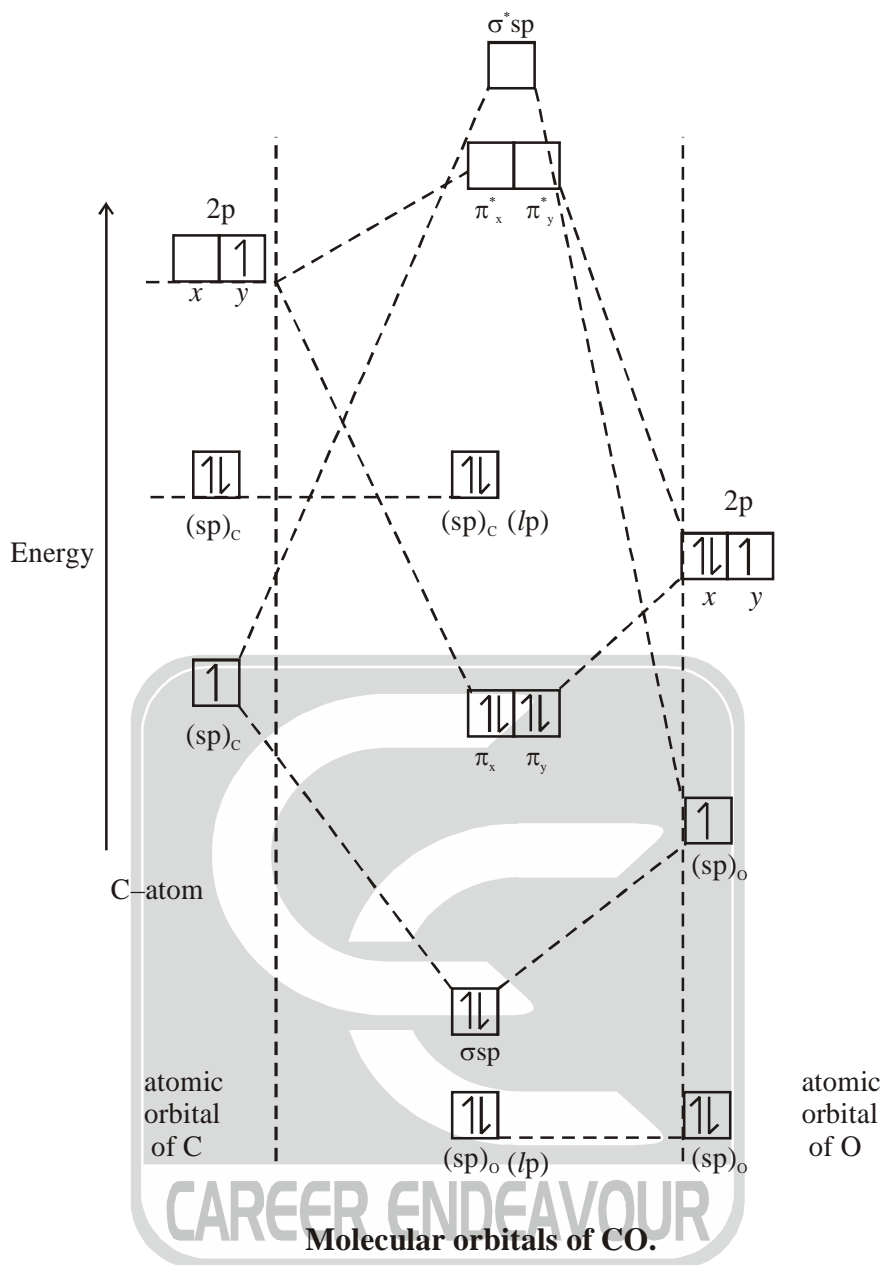 σ*sp
π*x π*y
2p
x y
(sp)C
(sp)C (lp)
2p
x y
Energy
(sp)C
πx πy
(sp)O
C–atom
σsp
atomic
orbital
of C
atomic
orbital
of O
(sp)O (lp)
(sp)O
CAREER ENDEAVOUR
Molecular orbitals of CO.